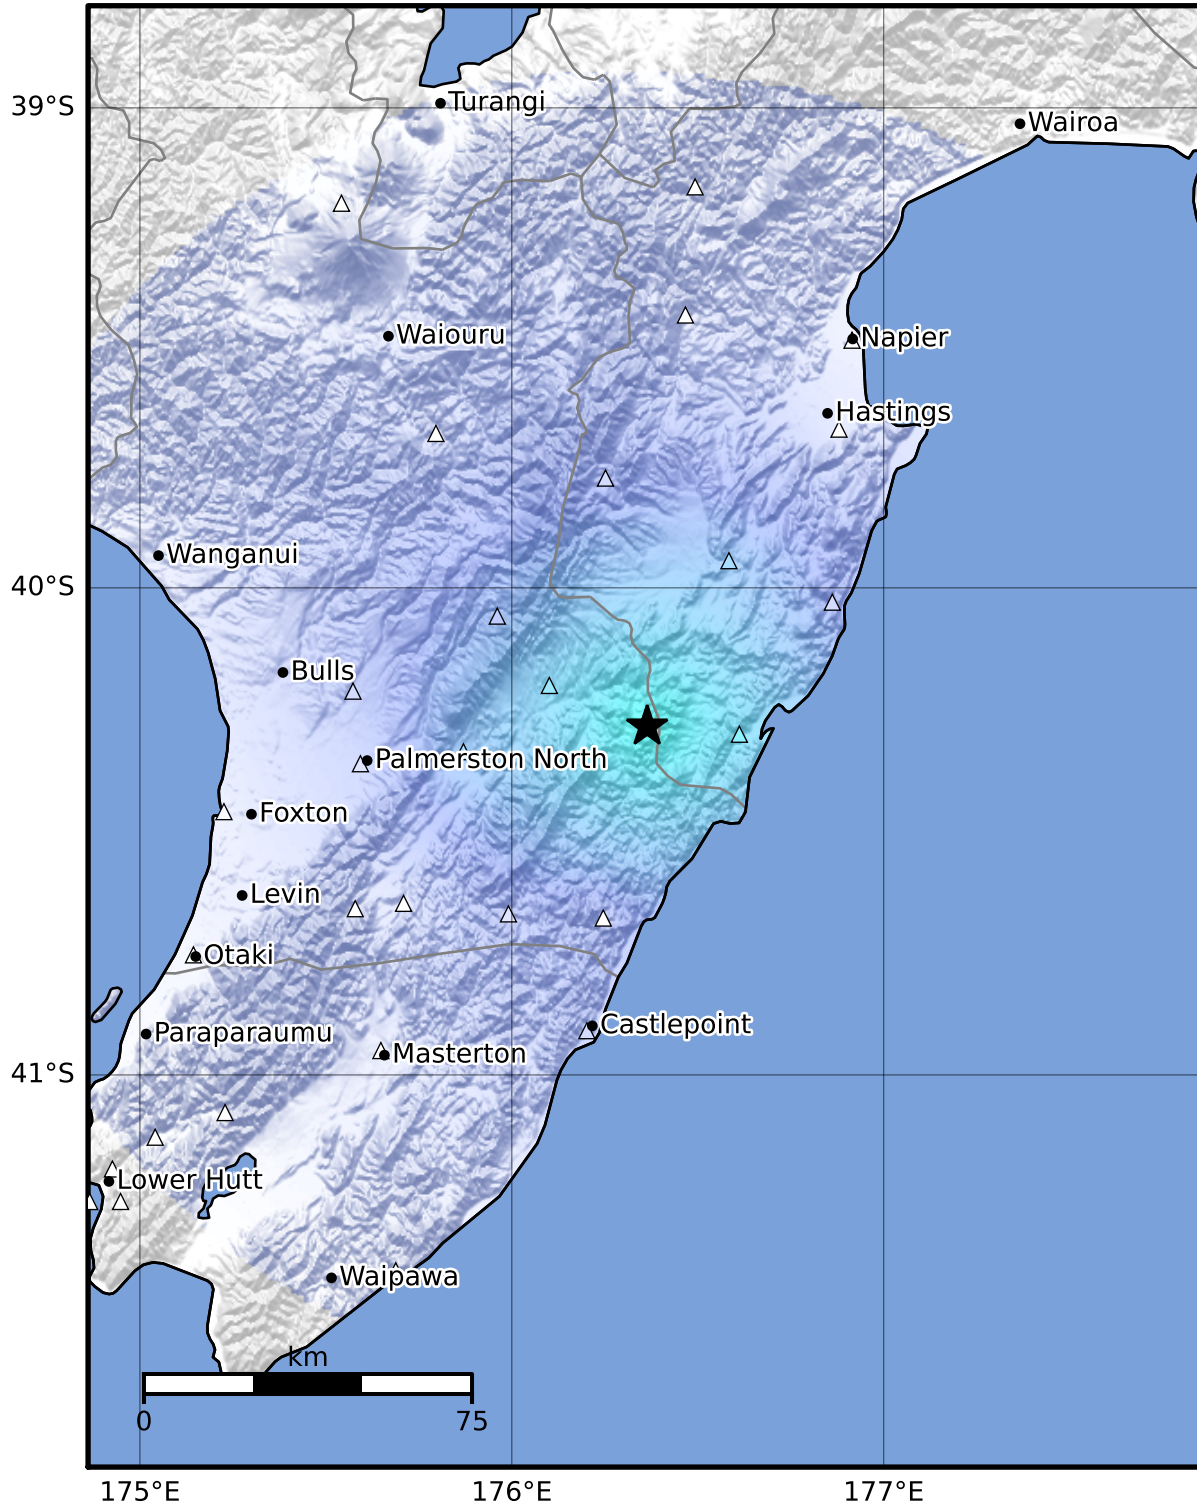 Turangi
39°S
Wairoa
Waiouru
Napier
Hastings
Wanganui
40°S
Bulls
Palmerston North
Foxton
Levin
Otaki
Castlepoint
Paraparaumu
Masterton
41°S
Lower Hutt
Waipawa
km
0 75
175°E 176°E 177°E